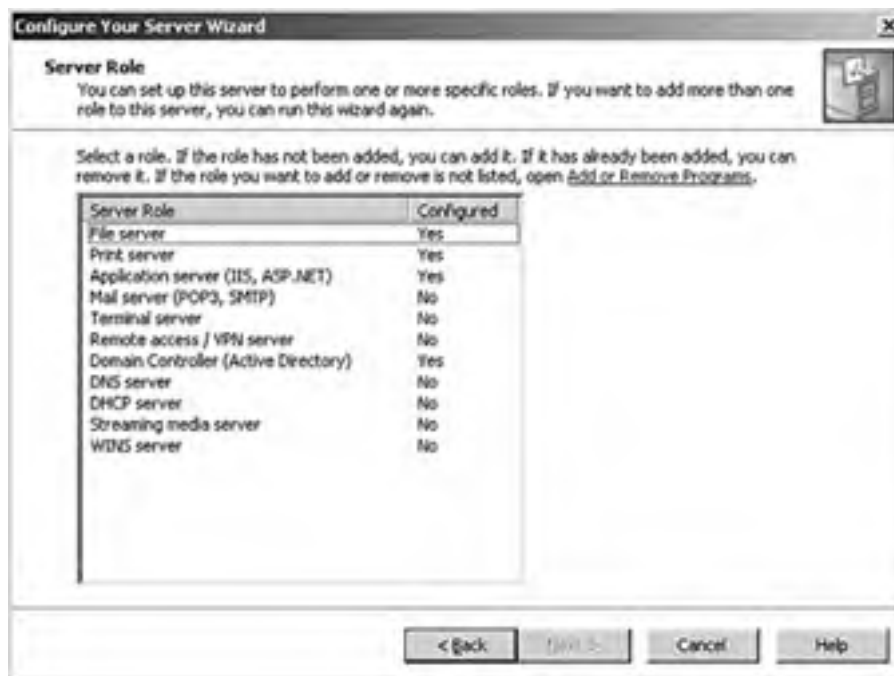 Configure Your Server Wizard
Server Role
You can set up this server to perform one or more specific roles. If you want to add more than one
role to this server, you can run this wizard again.
Select a role. If the role has not been added, you can add it. If it has already been added, you can
remove it. If the role you want to add or remove is not listed, open Add or Remove Programs.
Server Role Configured
File server Yes
Print server Yes
Application server (IIS, ASP.NET) Yes
Mail server (POP3, SMTP) No
Terminal server No
Remote access / VPN server No
Domain Controller (Active Directory) Yes
DNS server No
DHCP server No
Streaming media server No
WINS server No
< Back Next > Cancel Help